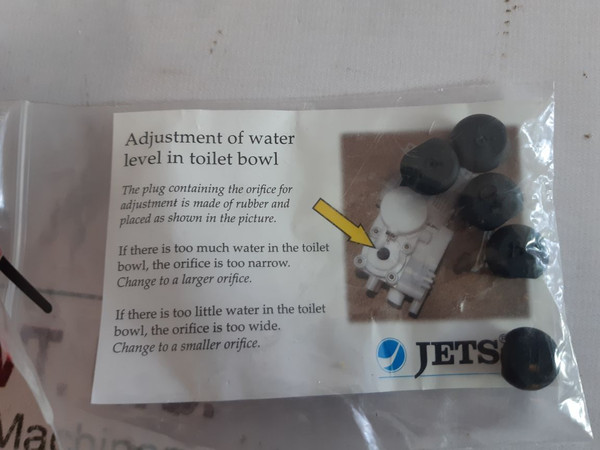 Adjustment of water
level in toilet bowl
The plug containing the orifice for
adjustment is made of rubber and
placed as shown in the picture.
If there is too much water in the toilet
bowl, the orifice is too narrow.
Change to a larger orifice.
If there is too little water in the toilet
bowl, the orifice is too wide.
Change to a smaller orifice.
JETS